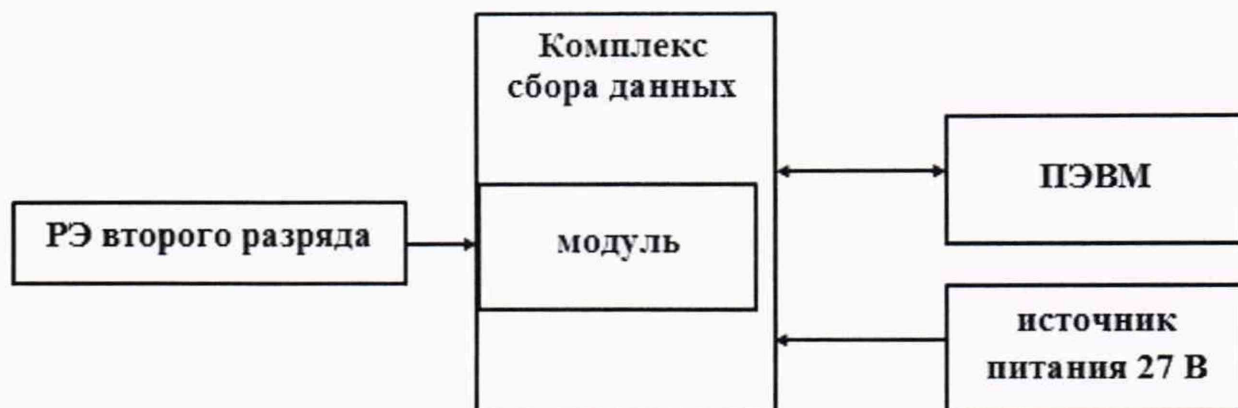 Комплекс
сбора данных
РЭ второго разряда
модуль
ПЭВМ
источник
питания 27 В